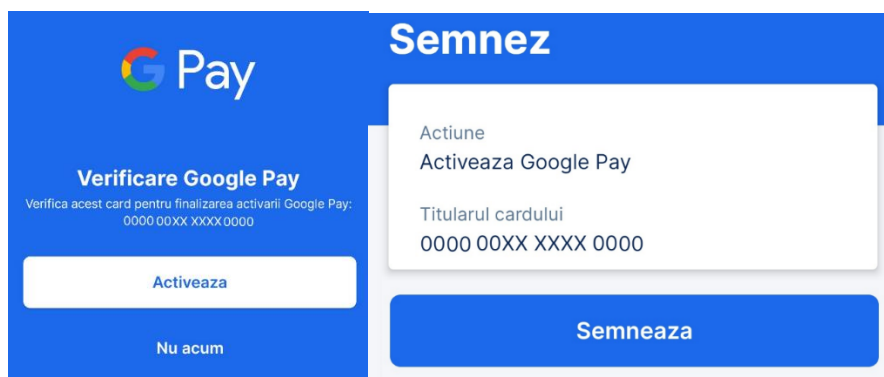 G Pay
Verificare Google Pay
Verifica acest card pentru finalizarea activarii Google Pay:
0000 00XX XXXX 0000
Activeaza
Nu acum
Semnez
Actiune
Activeaza Google Pay
Titularul cardului
0000 00XX XXXX 0000
Semneaza